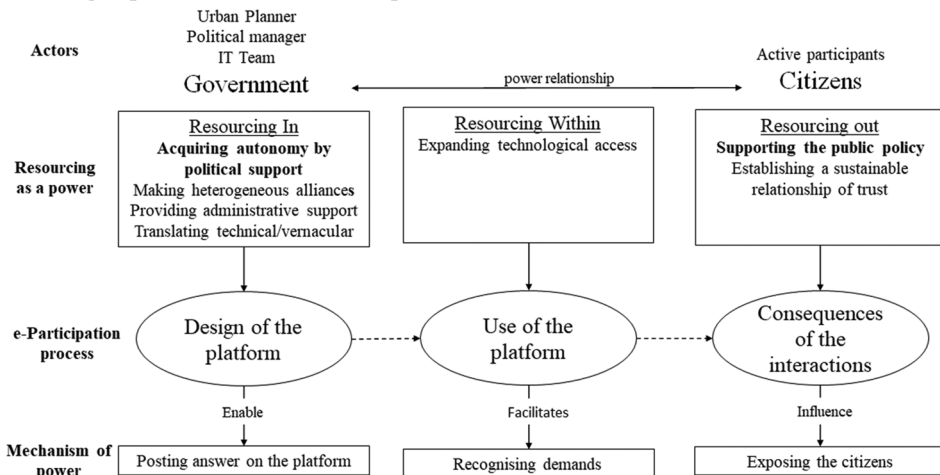 Actors
Urban Planner
Political manager
IT Team
Government
power relationship
Active participants
Citizens
Resourcing
as a power
Resourcing In
Acquiring autonomy by
political support
Making heterogeneous alliances
Providing administrative support
Translating technical/vernacular
Resourcing Within
Expanding technological access
Resourcing out
Supporting the public policy
Establishing a sustainable
relationship of trust
e-Participation
process
Design of the
platform
Use of the
platform
Consequences
of the
interactions
Enable
Facilitates
Influence
Mechanism of
power
Posting answer on the platform
Recognising demands
Exposing the citizens